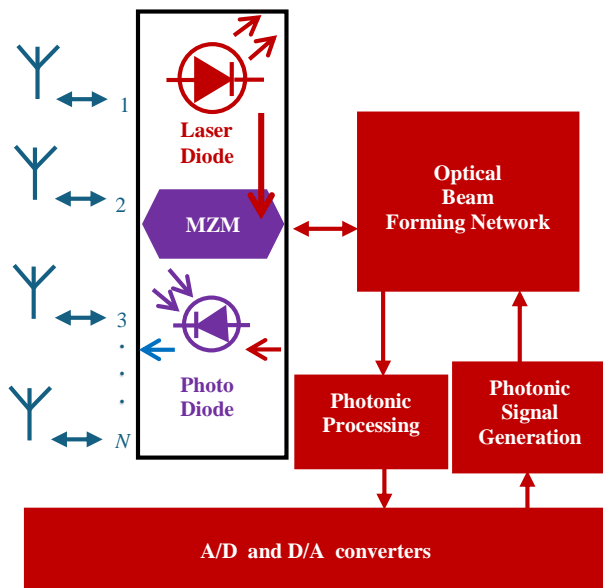 1
2
3
N
Laser
Diode
MZM
Photo
Diode
Optical
Beam
Forming Network
Photonic
Processing
Photonic
Signal
Generation
A/D and D/A converters